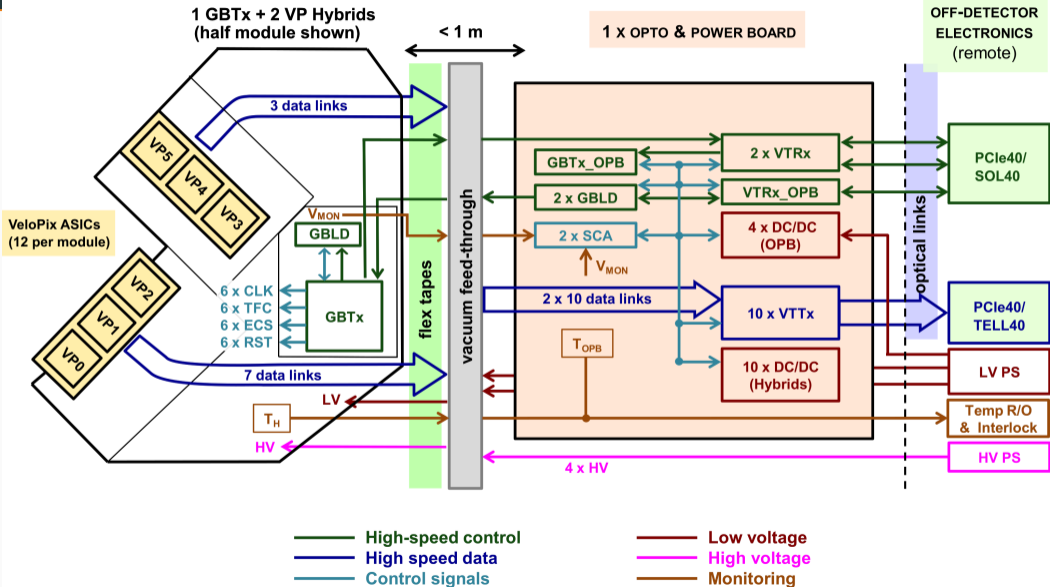 1 GBTx + 2 VP Hybrids
(half module shown)
< 1 m
1 x OPTO & POWER BOARD
OFF-DETECTOR
ELECTRONICS
(remote)
3 data links
VP5
VP4
VP3
VeloPix ASICs
(12 per module)
VP2
VP1
VP0
VMON
GBLD
6 x CLK
6 x TFC
6 x ECS
6 x RST
GBTx
7 data links
LV
TH
HV
flex tapes
vacuum feed-through
GBTx_OPB
2 x GBLD
2 x SCA
VMON
2 x 10 data links
TOPB
2 x VTRx
VTRx_OPB
4 x DC/DC
(OPB)
10 x VTTx
10 x DC/DC
(Hybrids)
4 x HV
optical links
PCIe40/
SOL40
PCIe40/
TELL40
LV PS
Temp R/O
& Interlock
HV PS
High-speed control
High speed data
Control signals
Low voltage
High voltage
Monitoring